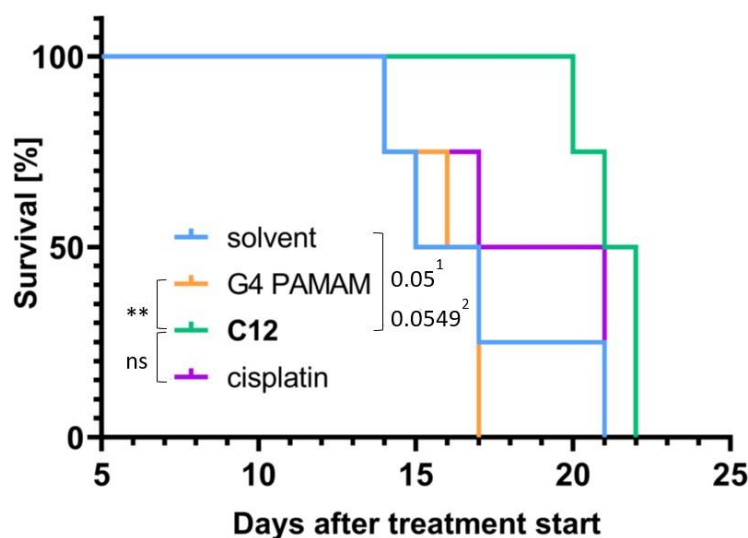 Survival [%]
100
50
0
solvent
G4 PAMAM
C12
cisplatin
**
ns
0.05¹
0.0549²
5 10 15 20 25
Days after treatment start